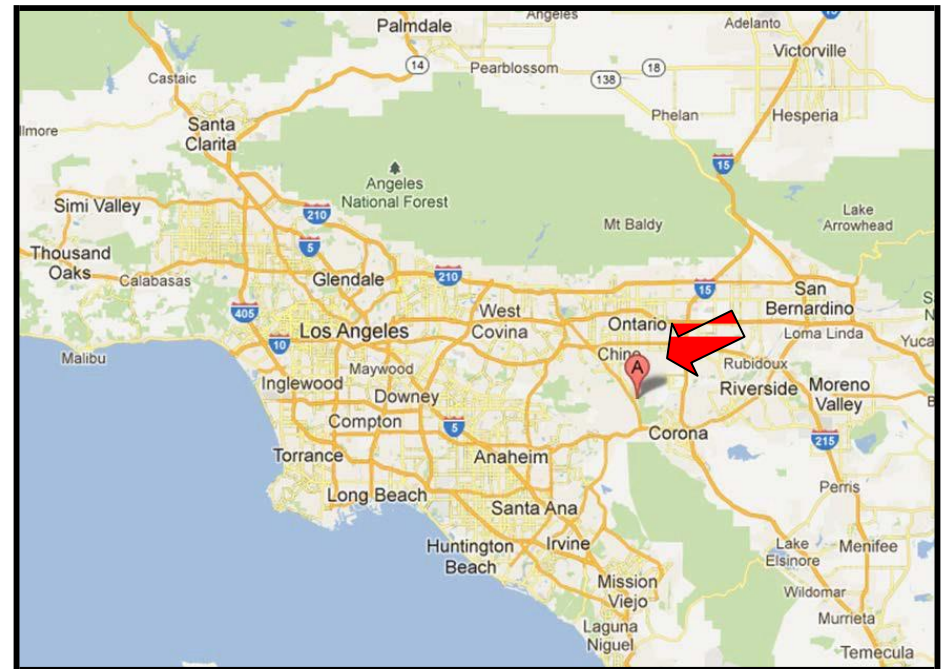 Angeles
Palmdale
Adelanto
15
Victorville
14
Pearblossom
18
138
Castaic
Phelan
Hesperia
lmore
Santa
Clarita
15
Angeles
National Forest
Simi Valley
210
Mt Baldy
Lake
Arrowhead
5
Thousand
Oaks
Calabasas
Glendale
210
15
San
Bernardino
405
West
Covina
Ontario
Los Angeles
Loma Linda
Yuca
10
Malibu
Chino
Maywood
A
Rubidoux
Inglewood
Riverside
Moreno
Valley
Downey
Compton
5
Corona
215
Torrance
Anaheim
Perris
Long Beach
Santa Ana
Huntington
Beach
Irvine
Lake
Elsinore
Menifee
Mission
Viejo
Wildomar
Murrieta
Laguna
Niguel
Temecula